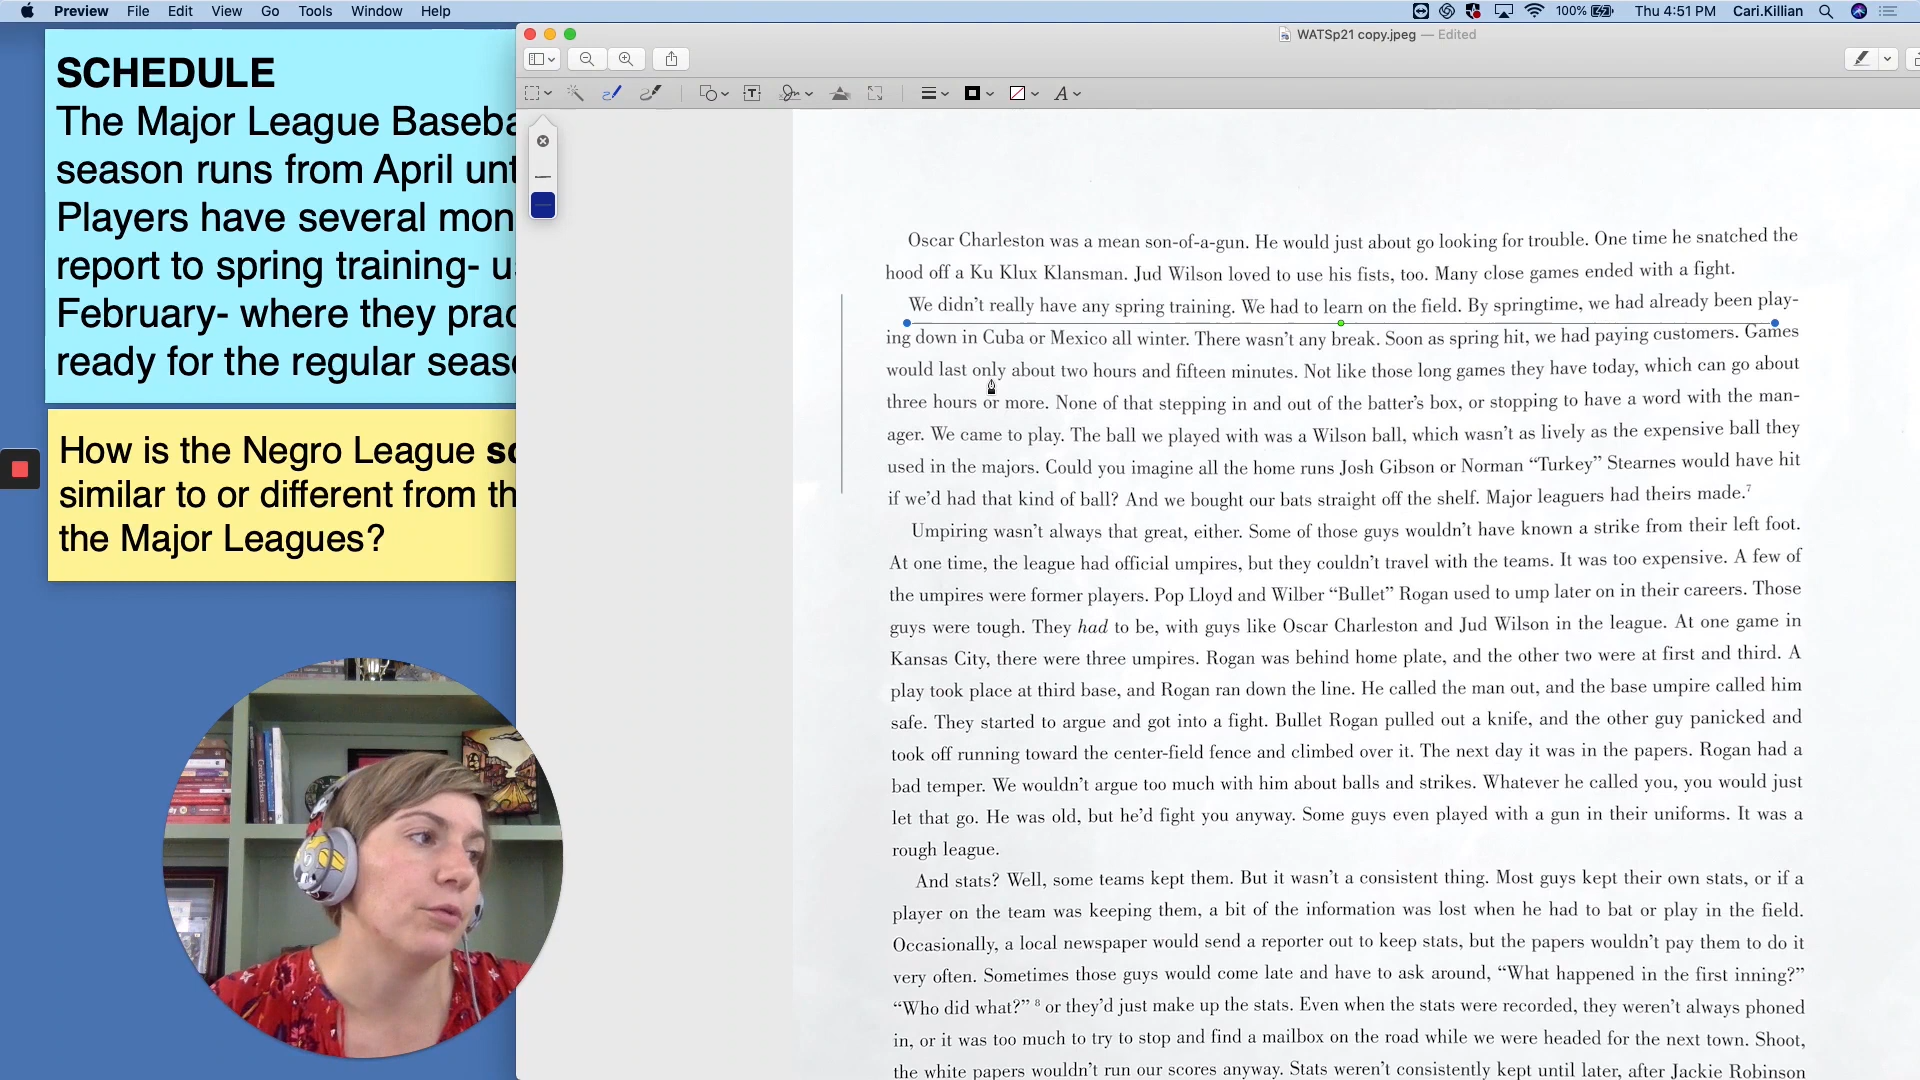 Preview File Edit View Go Tools Window Help
100% Thu 4:51 PM Cari.Killian
WATSp21 copy.jpeg — Edited
SCHEDULE
The Major League Baseba
season runs from April unt
Players have several mon
report to spring training- u
February- where they prac
ready for the regular seaso
How is the Negro League sc
similar to or different from th
the Major Leagues?
Oscar Charleston was a mean son-of-a-gun. He would just about go looking for trouble. One time he snatched the
hood off a Ku Klux Klansman. Jud Wilson loved to use his fists, too. Many close games ended with a fight.
We didn't really have any spring training. We had to learn on the field. By springtime, we had already been play-
ing down in Cuba or Mexico all winter. There wasn't any break. Soon as spring hit, we had paying customers. Games
would last only about two hours and fifteen minutes. Not like those long games they have today, which can go about
three hours or more. None of that stepping in and out of the batter's box, or stopping to have a word with the man-
ager. We came to play. The ball we played with was a Wilson ball, which wasn't as lively as the expensive ball they
used in the majors. Could you imagine all the home runs Josh Gibson or Norman “Turkey” Stearnes would have hit
if we'd had that kind of ball? And we bought our bats straight off the shelf. Major leaguers had theirs made.7
Umpiring wasn't always that great, either. Some of those guys wouldn't have known a strike from their left foot.
At one time, the league had official umpires, but they couldn't travel with the teams. It was too expensive. A few of
the umpires were former players. Pop Lloyd and Wilber “Bullet” Rogan used to ump later on in their careers. Those
guys were tough. They had to be, with guys like Oscar Charleston and Jud Wilson in the league. At one game in
Kansas City, there were three umpires. Rogan was behind home plate, and the other two were at first and third. A
play took place at third base, and Rogan ran down the line. He called the man out, and the base umpire called him
safe. They started to argue and got into a fight. Bullet Rogan pulled out a knife, and the other guy panicked and
took off running toward the center-field fence and climbed over it. The next day it was in the papers. Rogan had a
bad temper. We wouldn't argue too much with him about balls and strikes. Whatever he called you, you would just
let that go. He was old, but he'd fight you anyway. Some guys even played with a gun in their uniforms. It was a
rough league.
And stats? Well, some teams kept them. But it wasn't a consistent thing. Most guys kept their own stats, or if a
player on the team was keeping them, a bit of the information was lost when he had to bat or play in the field.
Occasionally, a local newspaper would send a reporter out to keep stats, but the papers wouldn't pay them to do it
very often. Sometimes those guys would come late and have to ask around, “What happened in the first inning?”
“Who did what?” 8 or they'd just make up the stats. Even when the stats were recorded, they weren't always phoned
in, or it was too much to try to stop and find a mailbox on the road while we were headed for the next town. Shoot,
the white papers wouldn't run our scores anyway. Stats weren't consistently kept until later, after Jackie Robinson